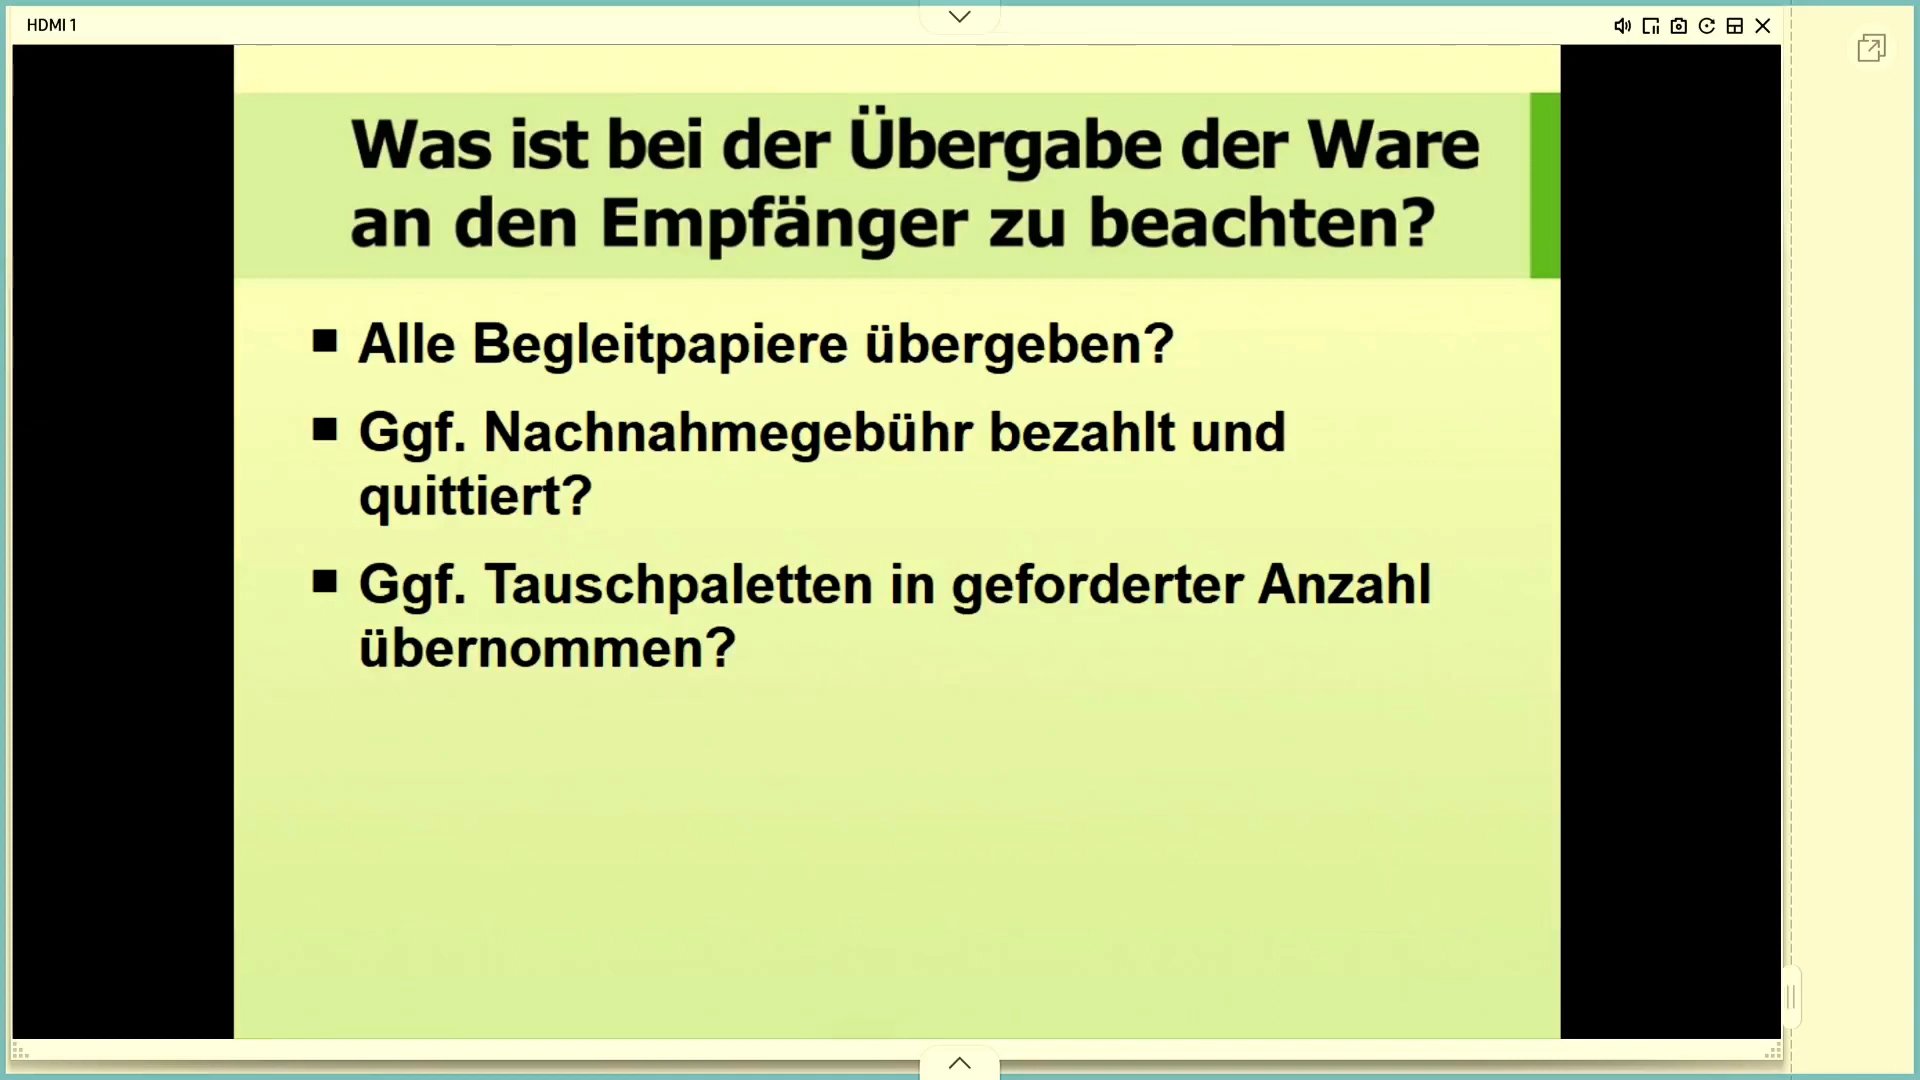 HDMI 1
Was ist bei der Übergabe der Ware
an den Empfänger zu beachten?
Alle Begleitpapiere übergeben?
Ggf. Nachnahmegebühr bezahlt und
quittiert?
Ggf. Tauschpaletten in geforderter Anzahl
übernommen?